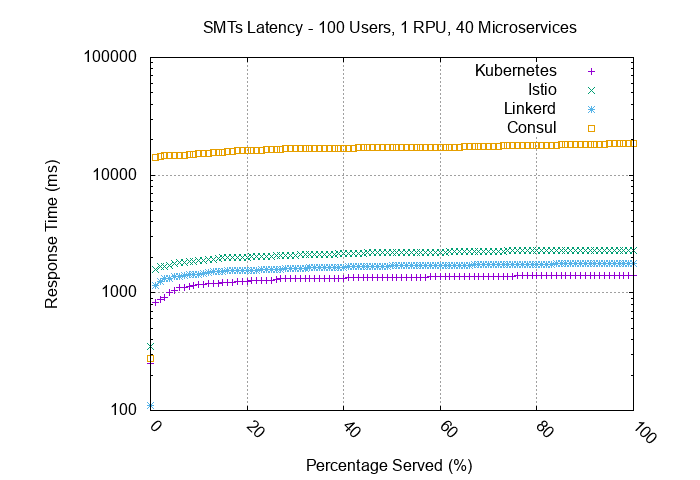 SMTs Latency - 100 Users, 1 RPU, 40 Microservices
100000
10000
1000
100
Response Time (ms)
Kubernetes
Istio
Linkerd
Consul
0
20
40
60
80
100
Percentage Served (%)